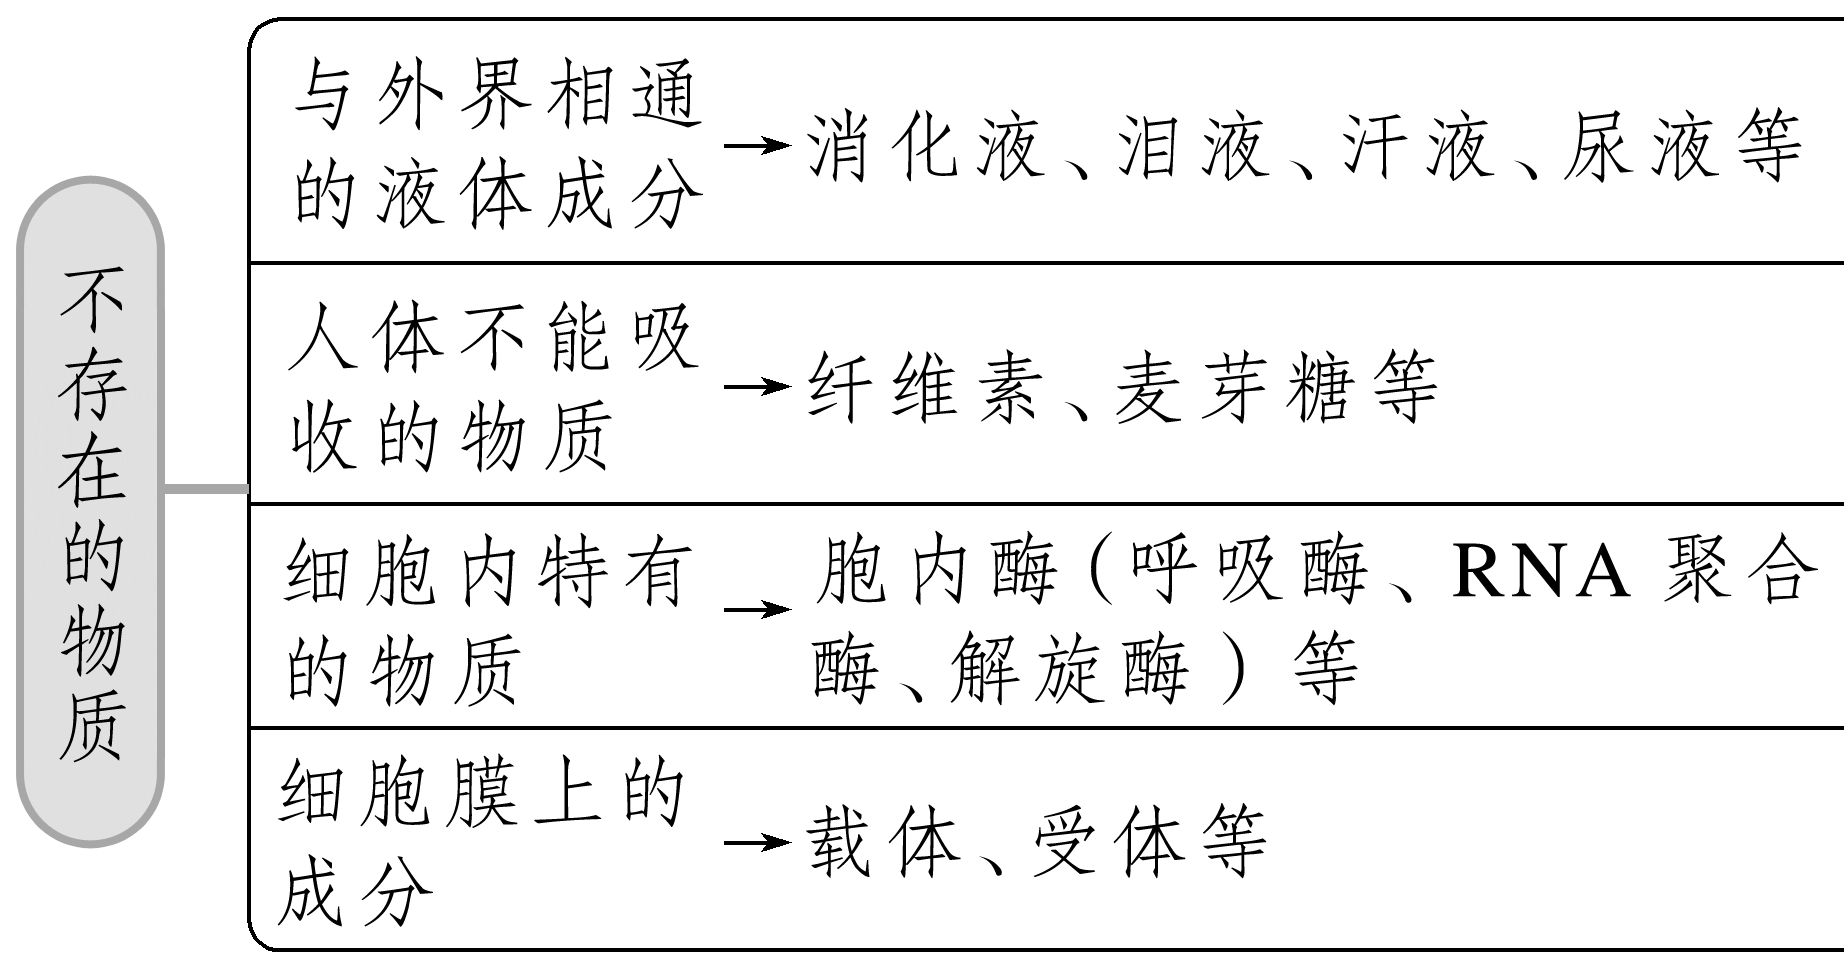 不存在的物质
与外界相通
的液体成分
→消化液、泪液、汗液、尿液等
人体不能吸
收的物质
→纤维素、麦芽糖等
细胞内特有
的物质
→胞内酶(呼吸酶、RNA 聚合
酶、解旋酶)等
细胞膜上的
成分
→载体、受体等